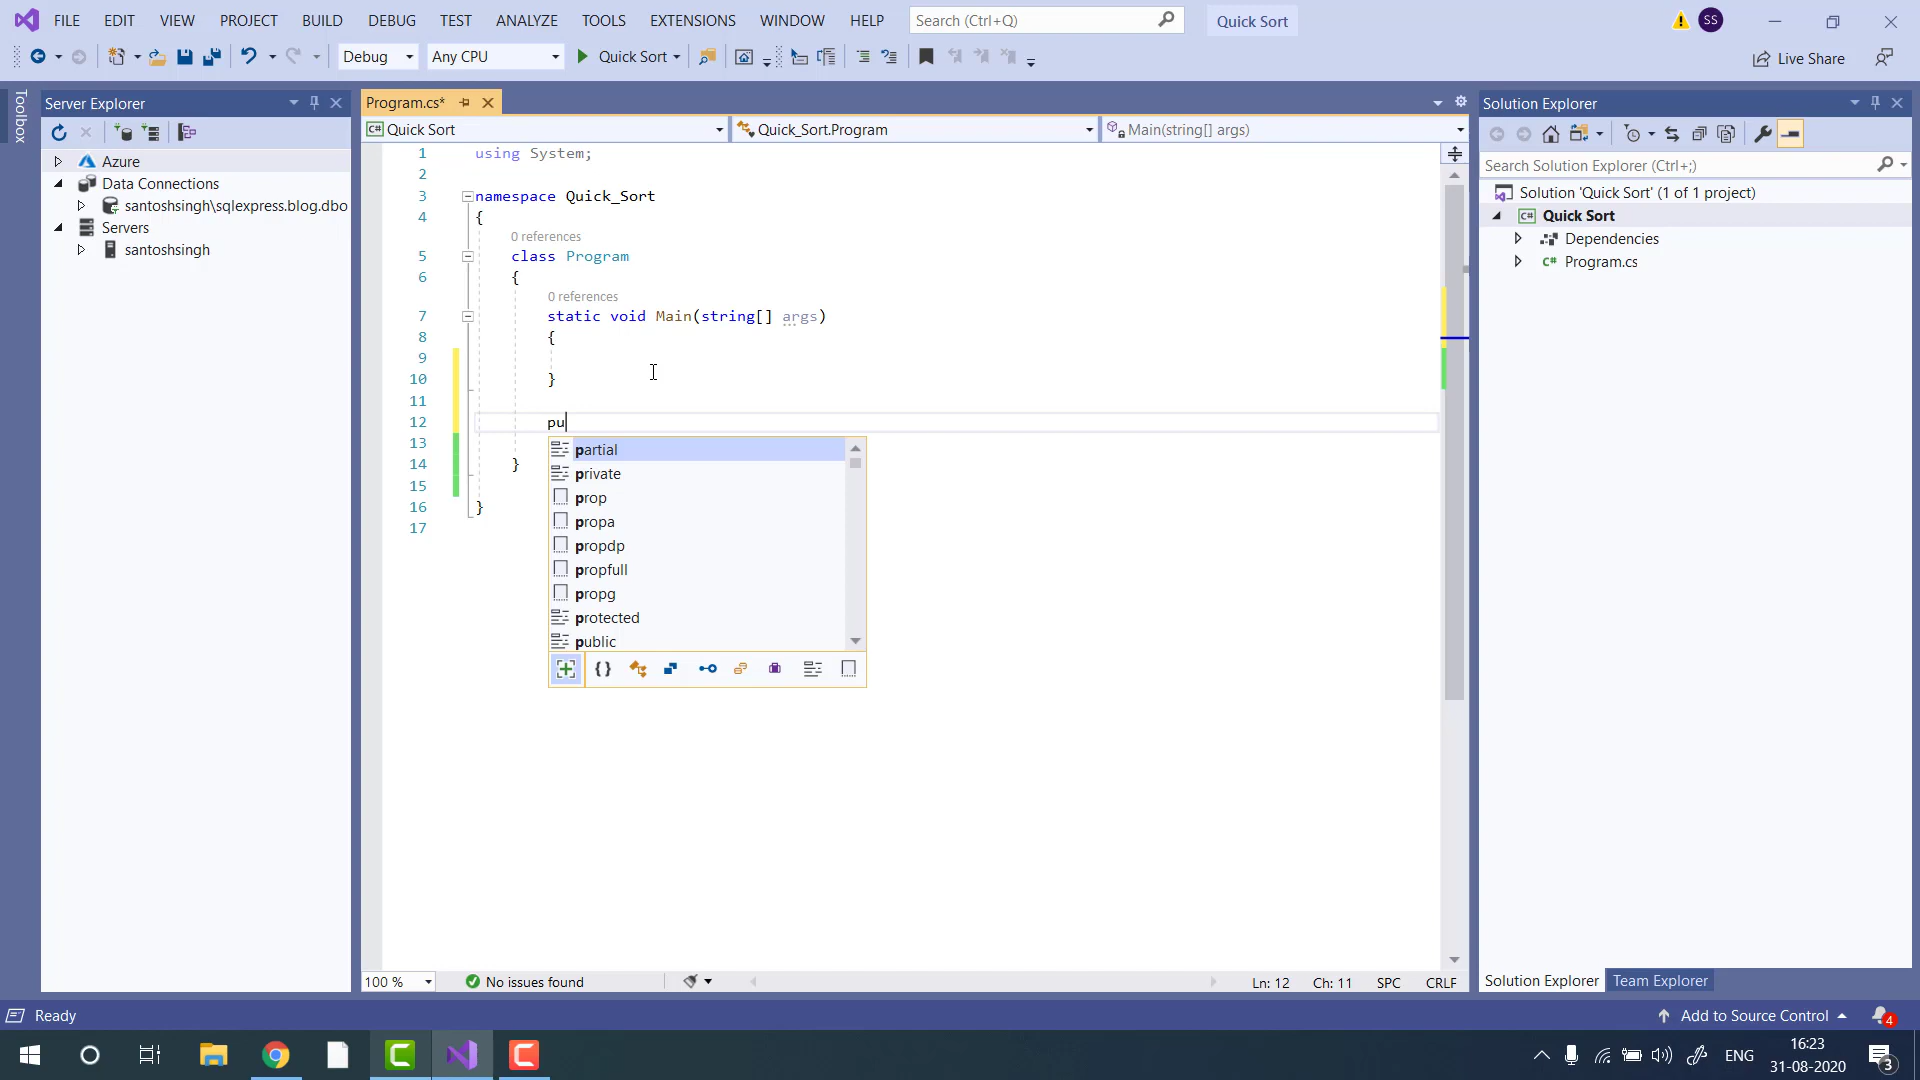 FILE EDIT VIEW PROJECT BUILD DEBUG TEST ANALYZE TOOLS EXTENSIONS WINDOW HELP Search (Ctrl+Q) Quick Sort SS
Debug Any CPU Quick Sort Live Share
Toolbox
Server Explorer
Azure
Data Connections
santoshsingh\sqlexpress.blog.dbo
Servers
santoshsingh
Program.cs*
Quick Sort Quick_Sort.Program Main(string[] args)
1 using System;
2
3 namespace Quick_Sort
4 {
0 references
5 class Program
6 {
0 references
7 static void Main(string[] args)
8 {
9
10 }
11
12 pu
13
14 }
15
16 }
17
partial
private
prop
propa
propdp
propfull
propg
protected
public
100 % No issues found Ln: 12 Ch: 11 SPC CRLF
Solution Explorer
Search Solution Explorer (Ctrl+;)
Solution 'Quick Sort' (1 of 1 project)
C# Quick Sort
Dependencies
C# Program.cs
Solution Explorer Team Explorer
Ready Add to Source Control 4
ENG 16:23
31-08-2020 3